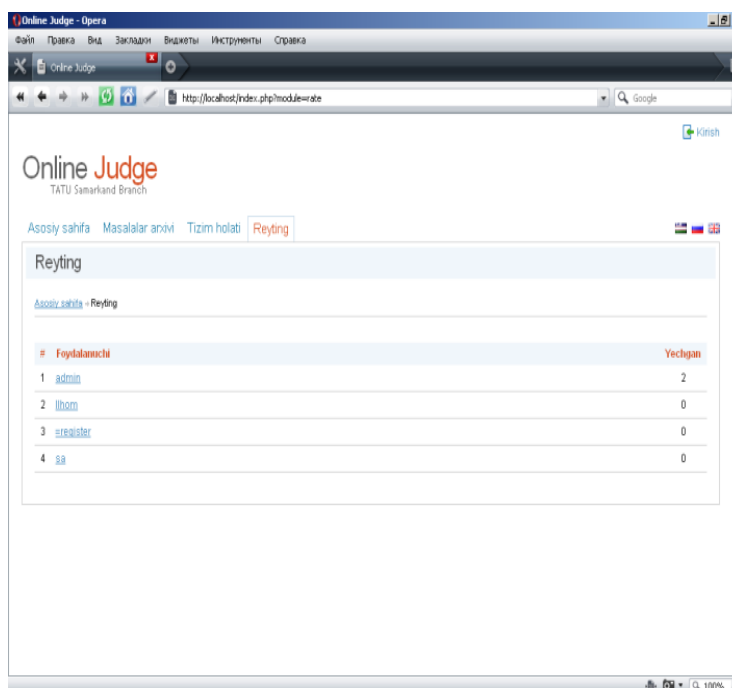 Online Judge - Opera
Файл Правка Вид Закладки Виджеты Инструменты Справка
Online Judge
http://localhost/index.php?module=rate
Google
Kirish
Online Judge
TATU Samarkand Branch
Asosiy sahifa Masalalar arxivi Tizim holati Reyting
Reyting
Asosiy sahifa » Reyting
# Foydalanuchi Yechgan
1 admin 2
2 Ilhom 0
3 =register 0
4 sa 0
100%